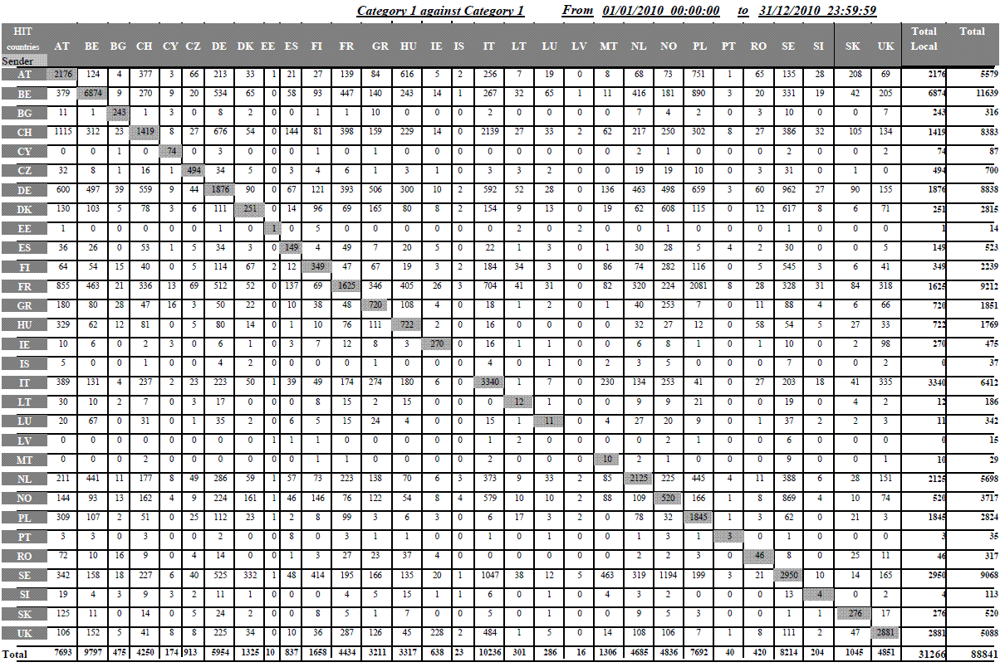 Category 1 against Category 1 From 01/01/2010 00:00:00 to 31/12/2010 23:59:59
HIT countries AT BE BG CH CY CZ DE DK EE ES FI FR GR HU IE IS IT LT LU LV MT NL NO PL PT RO SE SI SK UK Total Local Total
Sender
AT 2176 124 4 377 3 66 213 33 1 21 27 139 84 616 5 2 256 7 19 0 8 68 73 751 1 65 135 28 208 69 2176 5579
BE 379 6874 9 270 9 20 534 65 0 58 93 447 140 243 14 1 267 32 65 1 11 416 181 890 3 20 331 19 42 205 6874 11639
BG 11 1 243 1 3 0 8 2 0 0 1 1 10 0 0 0 2 0 0 0 0 7 4 2 0 3 10 0 0 7 243 316
CH 1115 312 23 1419 8 27 676 54 0 144 81 398 159 229 14 0 2139 27 33 2 62 217 250 302 8 27 386 32 105 134 1419 8383
CY 0 0 1 0 74 0 3 0 0 0 1 0 1 0 0 0 0 0 0 0 0 2 1 0 0 0 2 0 0 2 74 87
CZ 32 8 1 16 1 494 34 5 0 3 4 6 1 3 1 0 3 3 2 0 0 19 19 10 0 3 31 0 1 0 494 700
DE 600 497 39 559 9 44 1876 90 0 67 121 393 506 300 10 2 592 52 28 0 136 463 498 659 3 60 962 27 90 155 1876 8838
DK 130 103 5 78 3 6 111 251 0 14 96 69 165 80 8 2 154 9 13 0 19 62 608 115 0 12 617 8 6 71 251 2815
EE 1 0 0 0 0 0 1 0 1 0 5 0 0 0 0 0 0 2 0 2 0 0 1 0 0 0 1 0 0 0 1 14
ES 36 26 0 53 1 5 34 3 0 149 4 49 7 20 5 0 22 1 3 0 1 30 28 5 4 2 30 0 0 5 149 523
FI 64 54 15 40 0 5 114 67 2 12 349 47 67 19 3 2 184 34 3 0 86 74 282 116 0 5 545 3 6 41 349 2239
FR 855 463 21 336 13 69 512 52 0 137 69 1625 346 405 26 3 704 41 31 0 82 320 224 2081 8 28 328 31 84 318 1625 9212
GR 180 80 28 47 16 3 50 22 0 10 38 48 720 108 4 0 18 1 2 0 1 40 253 7 0 11 88 4 6 66 720 1851
HU 329 62 12 81 0 5 80 14 0 1 10 76 111 722 2 0 16 0 0 0 0 32 27 12 0 58 54 5 27 33 722 1769
IE 10 6 0 2 3 0 6 1 0 3 7 12 8 3 270 0 16 1 1 0 0 6 8 1 0 1 10 0 2 98 270 475
IS 5 0 0 1 0 0 4 2 0 0 0 0 1 0 0 0 4 0 1 0 2 3 5 0 0 0 7 0 0 2 0 37
IT 389 131 4 237 2 23 223 50 1 39 49 174 274 180 6 0 3340 1 7 0 230 134 253 41 0 27 203 18 41 335 3340 6412
LT 30 10 2 7 0 3 17 0 0 0 8 15 2 15 0 0 0 12 1 0 0 9 9 21 0 0 19 0 4 2 12 186
LU 20 67 0 31 0 1 35 2 0 6 5 15 24 4 0 0 15 1 11 0 4 27 20 9 0 1 37 2 2 3 11 342
LV 0 0 0 0 0 0 0 0 1 1 1 0 0 0 0 0 1 2 0 0 0 0 2 1 0 0 6 0 0 0 0 15
MT 0 0 0 2 0 0 0 0 0 0 1 1 0 0 0 0 2 0 0 0 10 2 1 0 0 0 9 0 0 1 10 29
NL 211 441 11 177 8 49 286 59 1 57 73 223 138 70 6 3 373 9 33 2 85 2125 225 445 4 11 388 6 28 151 2125 5698
NO 144 93 13 162 4 9 224 161 1 46 146 76 122 54 8 4 579 10 10 2 88 109 520 166 1 8 869 4 10 74 520 3717
PL 309 107 2 51 0 25 112 23 1 2 8 99 3 6 3 0 6 17 3 2 0 78 32 1845 1 3 62 0 21 3 1845 2824
PT 3 3 0 3 0 0 2 0 0 8 0 3 1 1 0 0 1 0 1 0 0 1 3 1 3 0 1 0 0 0 3 35
RO 72 10 16 9 0 4 14 0 0 1 3 27 23 37 4 0 0 0 0 0 0 2 2 3 0 46 8 0 25 11 46 317
SE 342 158 18 227 6 40 525 332 1 48 414 195 166 135 20 1 1047 38 12 5 463 319 1194 199 3 21 2950 10 14 165 2950 9068
SI 19 4 3 9 3 2 11 1 0 0 0 4 5 15 1 1 6 0 1 0 4 3 2 0 0 0 13 4 0 2 4 113
SK 125 11 0 14 0 5 24 2 0 0 8 5 1 7 0 0 5 0 1 0 0 9 5 3 0 0 1 1 276 17 276 520
UK 106 152 5 41 8 8 225 34 0 10 36 287 126 45 228 2 484 1 5 0 14 108 106 7 1 8 111 2 47 2881 2881 5088
Total 7693 9797 475 4250 174 913 5954 1325 10 837 1658 4434 3211 3317 638 23 10236 301 286 16 1306 4685 4836 7692 40 420 8214 204 1045 4851 31266 88841